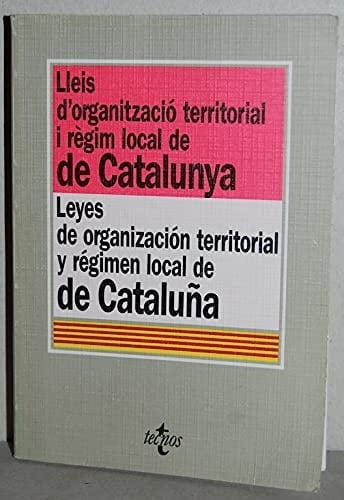 Lleis
d'organització territorial
i règim local de
de Catalunya
Leyes
de organización territorial
y régimen local de
de Cataluña
tecnos